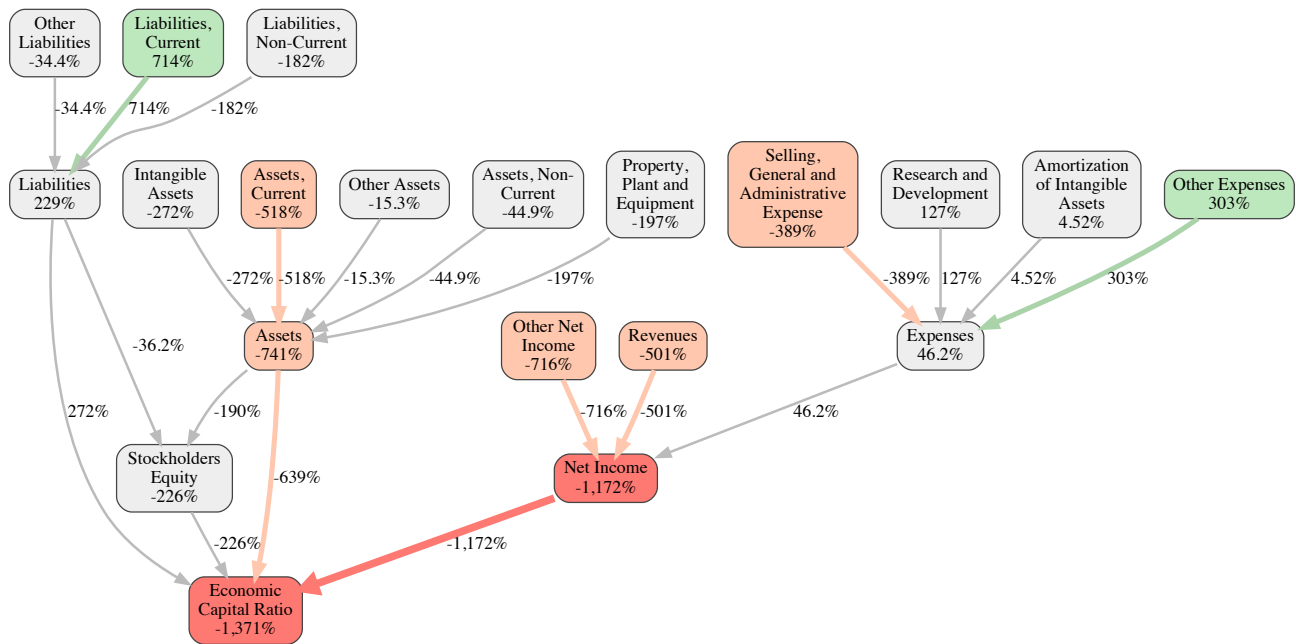 Other
Liabilities
-34.4%
Liabilities,
Current
714%
Liabilities,
Non-Current
-182%
-34.4%
714%
-182%
Liabilities
229%
Intangible
Assets
-272%
Assets,
Current
-518%
Other Assets
-15.3%
Assets, Non-
Current
-44.9%
Property,
Plant and
Equipment
-197%
Selling,
General and
Administrative
Expense
-389%
Research and
Development
127%
Amortization
of Intangible
Assets
4.52%
Other Expenses
303%
-272%
-518%
-15.3%
-44.9%
-197%
-389%
127%
4.52%
303%
-36.2%
Assets
-741%
Other Net
Income
-716%
Revenues
-501%
Expenses
46.2%
272%
-190%
-716%
-501%
46.2%
Stockholders
Equity
-226%
-639%
Net Income
-1,172%
-226%
-1,172%
Economic
Capital Ratio
-1,371%